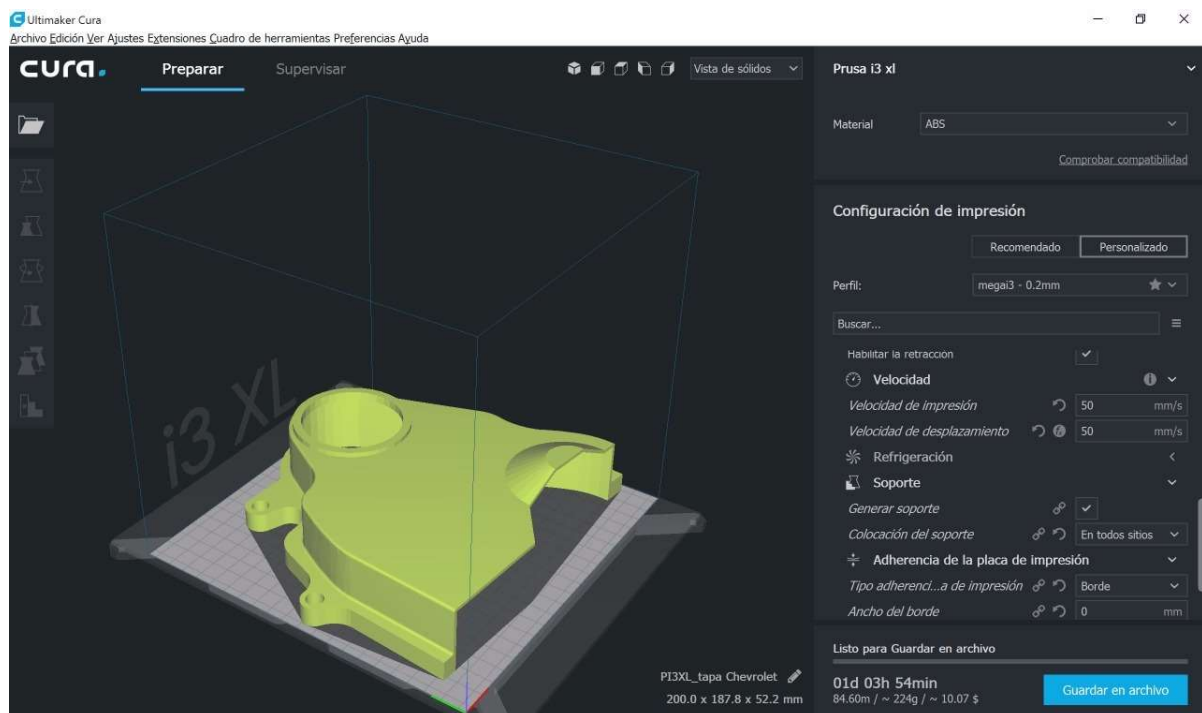 Ultimaker Cura
Archivo Edición Ver Ajustes Extensiones Cuadro de herramientas Preferencias Ayuda
cura.
Preparar
Supervisar
Vista de sólidos
Prusa i3 xl
Material
ABS
Comprobar compatibilidad
Configuración de impresión
Recomendado
Personalizado
Perfil:
megai3 - 0.2mm
Buscar...
Habilitar la retracción
Velocidad
Velocidad de impresión
50 mm/s
Velocidad de desplazamiento
50 mm/s
Refrigeración
Soporte
Generar soporte
Colocación del soporte
En todos sitios
Adherencia de la placa de impresión
Tipo adherenci...a de impresión
Borde
Ancho del borde
0 mm
i3 XL
PI3XL_tapa Chevrolet
200.0 x 187.8 x 52.2 mm
Listo para Guardar en archivo
01d 03h 54min
84.60m / ~ 224g / ~ 10.07 $
Guardar en archivo